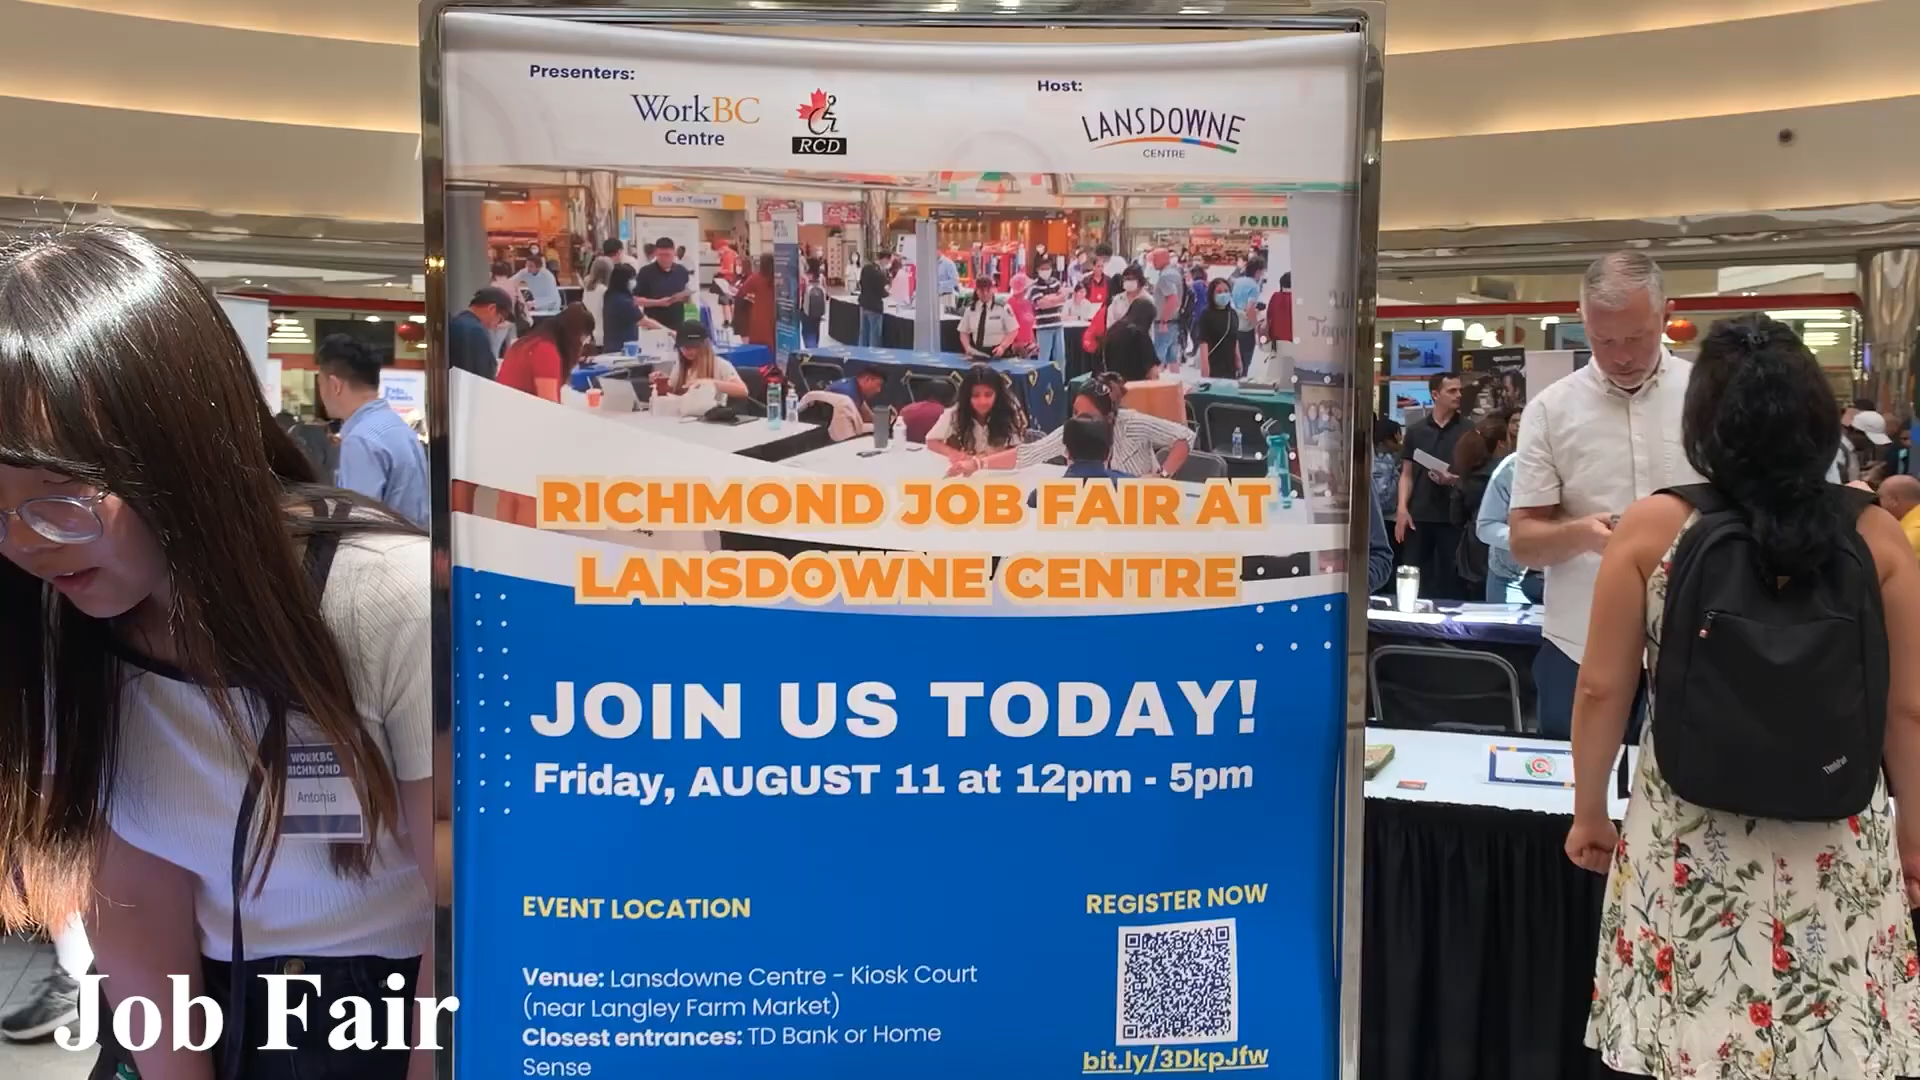 Presenters:
WorkBC
Centre
RCD
Host:
LANSDOWNE
CENTRE
FORUM
RICHMOND JOB FAIR AT
LANSDOWNE CENTRE
JOIN US TODAY!
Friday, AUGUST 11 at 12pm - 5pm
EVENT LOCATION
REGISTER NOW
Venue: Lansdowne Centre - Kiosk Court
(near Langley Farm Market)
Closest entrances: TD Bank or Home
Sense
bit.ly/3DkpJfw
WORKBC
RICHMOND
Antonia
ThinkPad
Job Fair